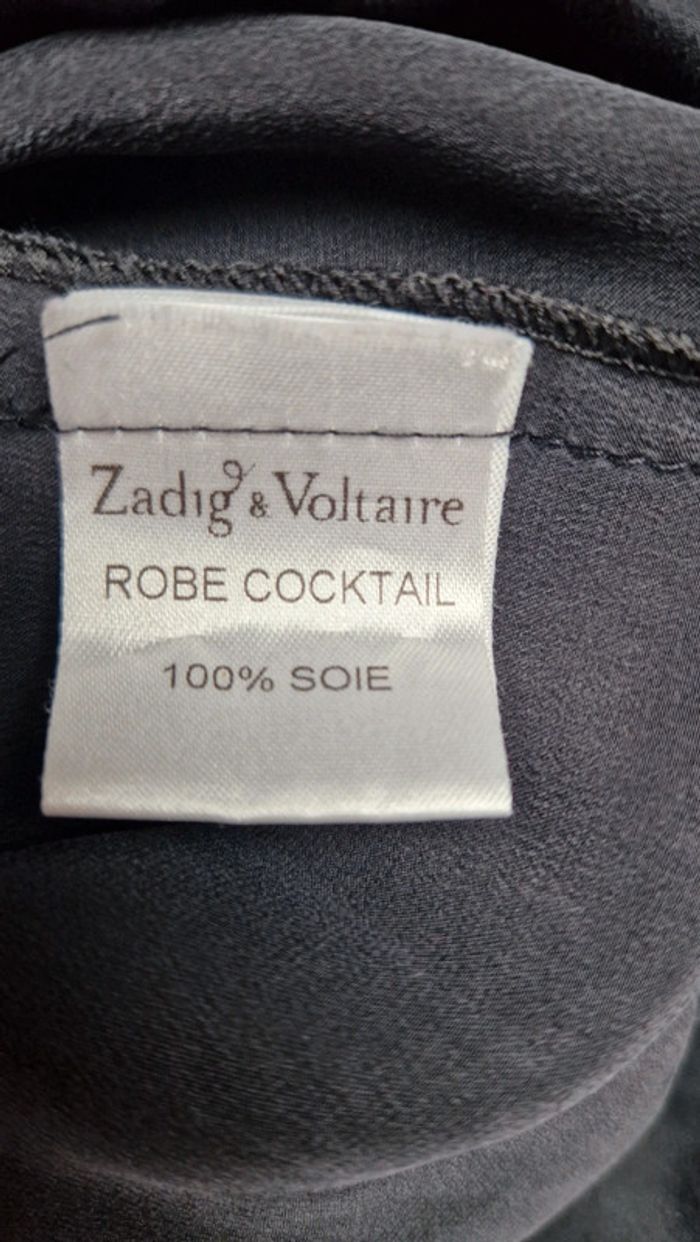 Zadig & Voltaire
ROBE COCKTAIL
100% SOIE